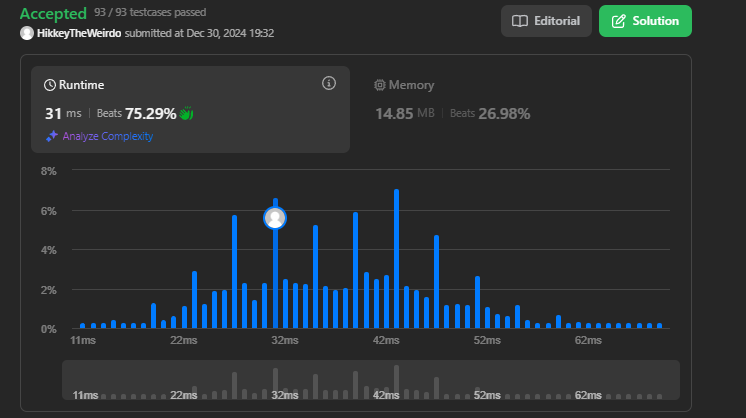 Accepted 93 / 93 testcases passed
HikkeyTheWeirdo submitted at Dec 30, 2024 19:32
Editorial
Solution
Runtime
31 ms | Beats 75.29%
Analyze Complexity
Memory
14.85 MB | Beats 26.98%
8%
6%
4%
2%
0%
11ms 22ms 32ms 42ms 52ms 62ms
11ms 22ms 32ms 42ms 52ms 62ms